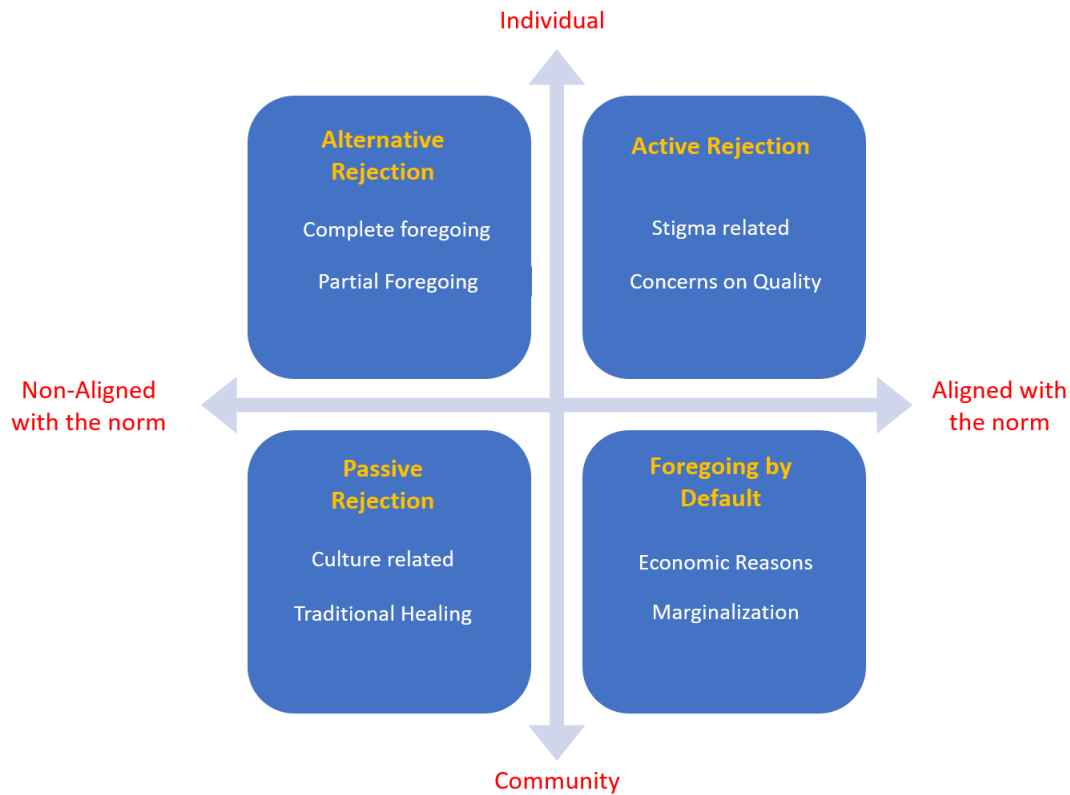 Individual
Alternative
Rejection
Complete foregoing
Partial Foregoing
Active Rejection
Stigma related
Concerns on Quality
Non-Aligned
with the norm
Aligned with
the norm
Passive
Rejection
Culture related
Traditional Healing
Foregoing by
Default
Economic Reasons
Marginalization
Community